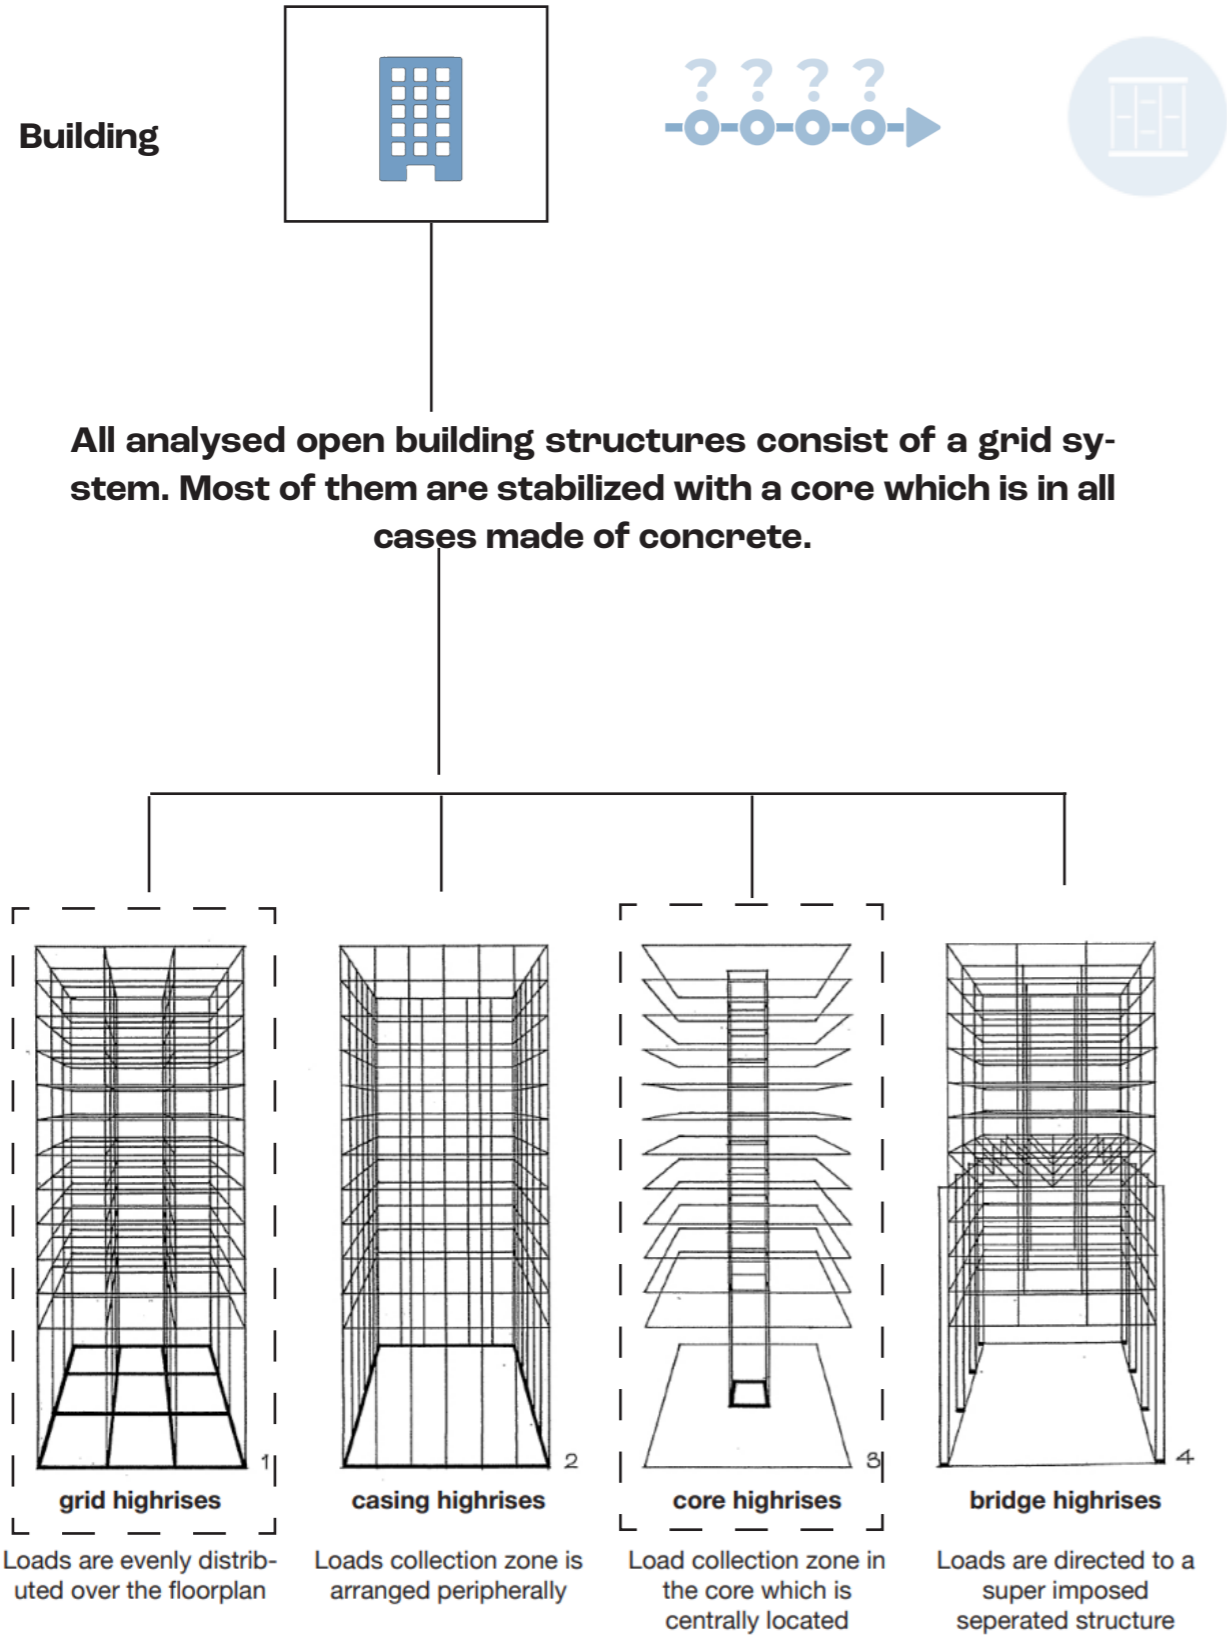 ? ? ? ?
Building
All analysed open building structures consist of a grid sy-
stem. Most of them are stabilized with a core which is in all
cases made of concrete.
1
2
3
4
grid highrises
casing highrises
core highrises
bridge highrises
Loads are evenly distrib-
uted over the floorplan
Loads collection zone is
arranged peripherally
Load collection zone in
the core which is
centrally located
Loads are directed to a
super imposed
seperated structure